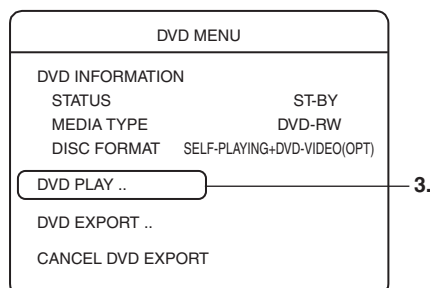 DVD MENU
DVD INFORMATION
STATUS ST-BY
MEDIA TYPE DVD-RW
DISC FORMAT SELF-PLAYING+DVD-VIDEO(OPT)
DVD PLAY .. 3.
DVD EXPORT ..
CANCEL DVD EXPORT